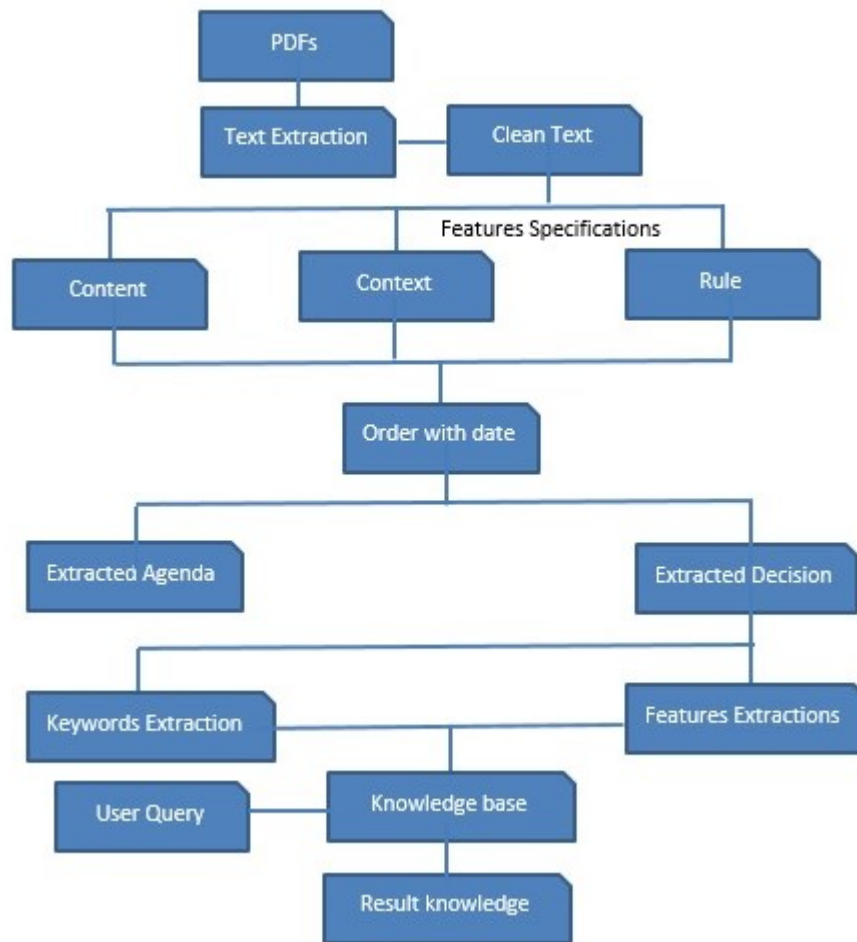 PDFs
Text Extraction
Clean Text
Features Specifications
Content
Context
Rule
Order with date
Extracted Agenda
Extracted Decision
Keywords Extraction
Features Extractions
User Query
Knowledge base
Result knowledge